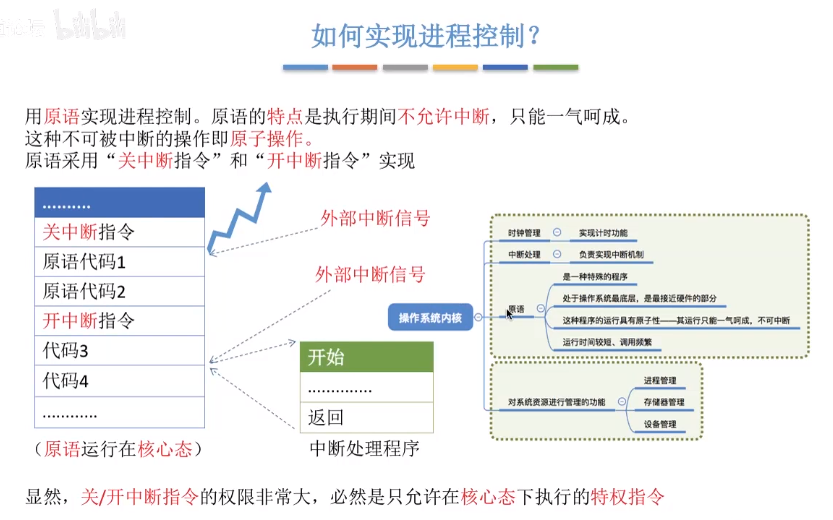 如何实现进程控制？
用原语实现进程控制。原语的特点是执行期间不允许中断，只能一气呵成。
这种不可被中断的操作即原子操作。
原语采用“关中断指令”和“开中断指令”实现
..........
关中断指令
原语代码1
原语代码2
开中断指令
代码3
代码4
............
（原语运行在核心态）
外部中断信号
外部中断信号
开始
..............
返回
中断处理程序
操作系统内核
时钟管理
实现计时功能
中断处理
负责实现中断机制
原语
是一种特殊的程序
处于操作系统最底层，是最接近硬件的部分
这种程序的运行具有原子性——其运行只能一气呵成，不可中断
运行时间较短、调用频繁
对系统资源进行管理的功能
进程管理
存储器管理
设备管理
显然，关/开中断指令的权限非常大，必然是只允许在核心态下执行的特权指令